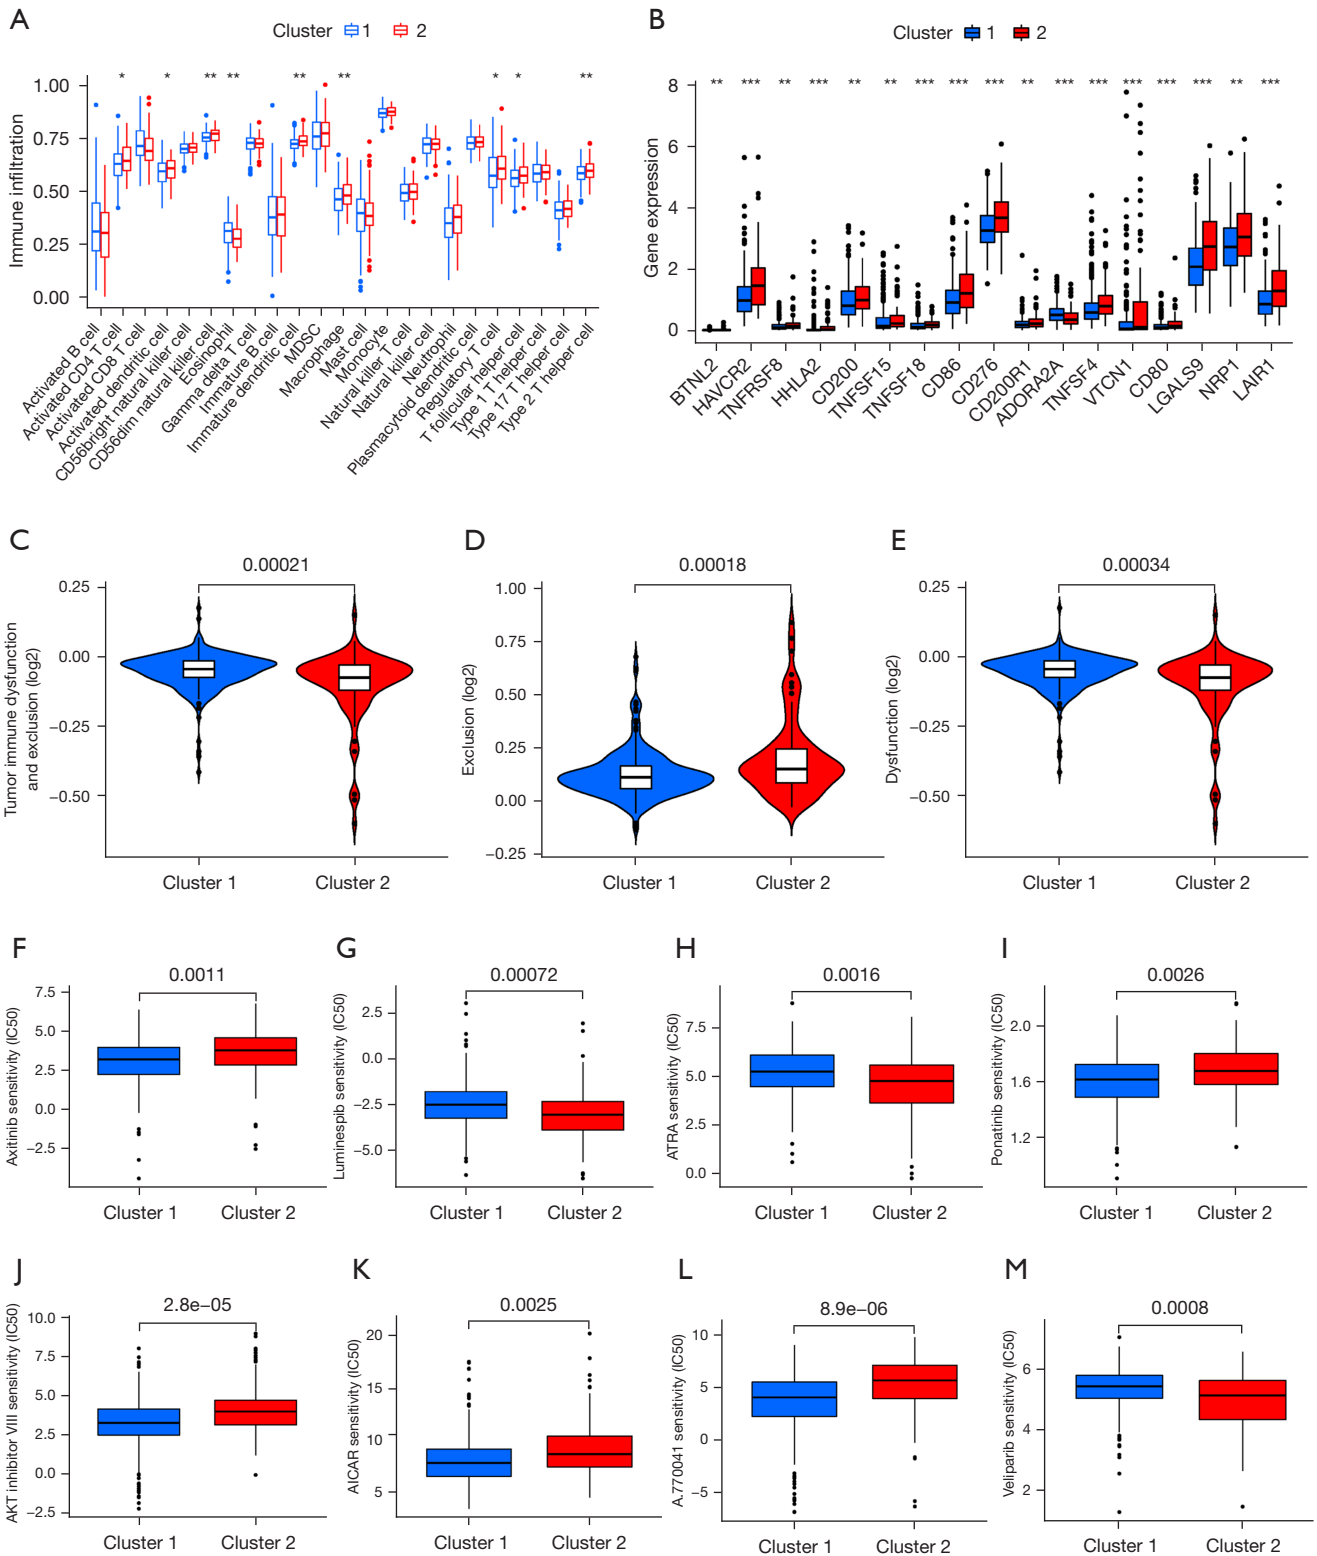 A
Cluster 1 2
Immune infiltration
1.00
0.75
0.50
0.25
0.00
* * ** ** ** ** * * **
Activated B cell
Activated CD4 T cell
Activated CD8 T cell
Activated dendritic cell
CD56bright natural killer cell
CD56dim natural killer cell
Eosinophil
Gamma delta T cell
Immature B cell
Immature dendritic cell
MDSC
Macrophage
Mast cell
Monocyte
Natural killer T cell
Natural killer cell
Neutrophil
Plasmacytoid dendritic cell
Regulatory T cell
T follicular helper cell
Type 1 T helper cell
Type 17 T helper cell
Type 2 T helper cell
B
Cluster 1 2
Gene expression
8
6
4
2
0
** *** ** *** ** ** *** *** *** ** *** *** *** *** *** ** ***
BTNL2
HAVCR2
TNFRSF8
HHLA2
CD200
TNFSF15
TNFSF18
CD86
CD276
CD200R1
ADORA2A
TNFSF4
VTCN1
CD80
LGALS9
NRP1
LAIR1
C
0.00021
Tumor immune dysfunction
and exclusion (log2)
0.25
0.00
−0.25
−0.50
Cluster 1 Cluster 2
D
0.00018
Exclusion (log2)
1.00
0.75
0.50
0.25
0.00
−0.25
Cluster 1 Cluster 2
E
0.00034
Dysfunction (log2)
0.25
0.00
−0.25
−0.50
Cluster 1 Cluster 2
F
0.0011
Axitinib sensitivity (IC50)
7.5
5.0
2.5
0.0
−2.5
Cluster 1 Cluster 2
G
0.00072
Luminespib sensitivity (IC50)
2.5
0.0
−2.5
−5.0
Cluster 1 Cluster 2
H
0.0016
ATRA sensitivity (IC50)
7.5
5.0
2.5
0.0
Cluster 1 Cluster 2
I
0.0026
Ponatinib sensitivity (IC50)
2.0
1.6
1.2
Cluster 1 Cluster 2
J
2.8e−05
AKT inhibitor VIII sensitivity (IC50)
10.0
7.5
5.0
2.5
0.0
−2.5
Cluster 1 Cluster 2
K
0.0025
AICAR sensitivity (IC50)
20
15
10
5
Cluster 1 Cluster 2
L
8.9e−06
A.770041 sensitivity (IC50)
10
5
0
−5
Cluster 1 Cluster 2
M
0.0008
Veliparib sensitivity (IC50)
6
4
2
Cluster 1 Cluster 2